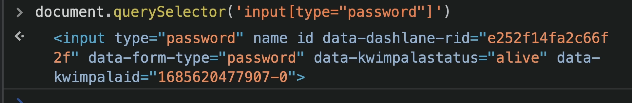 > document.querySelector('input[type="password"]')
<input type="password" name id data-dashlane-rid="e252f14fa2c66f
2f" data-form-type="password" data-kwimpalastatus="alive" data-
kwimpalaid="1685620477907-0">
>